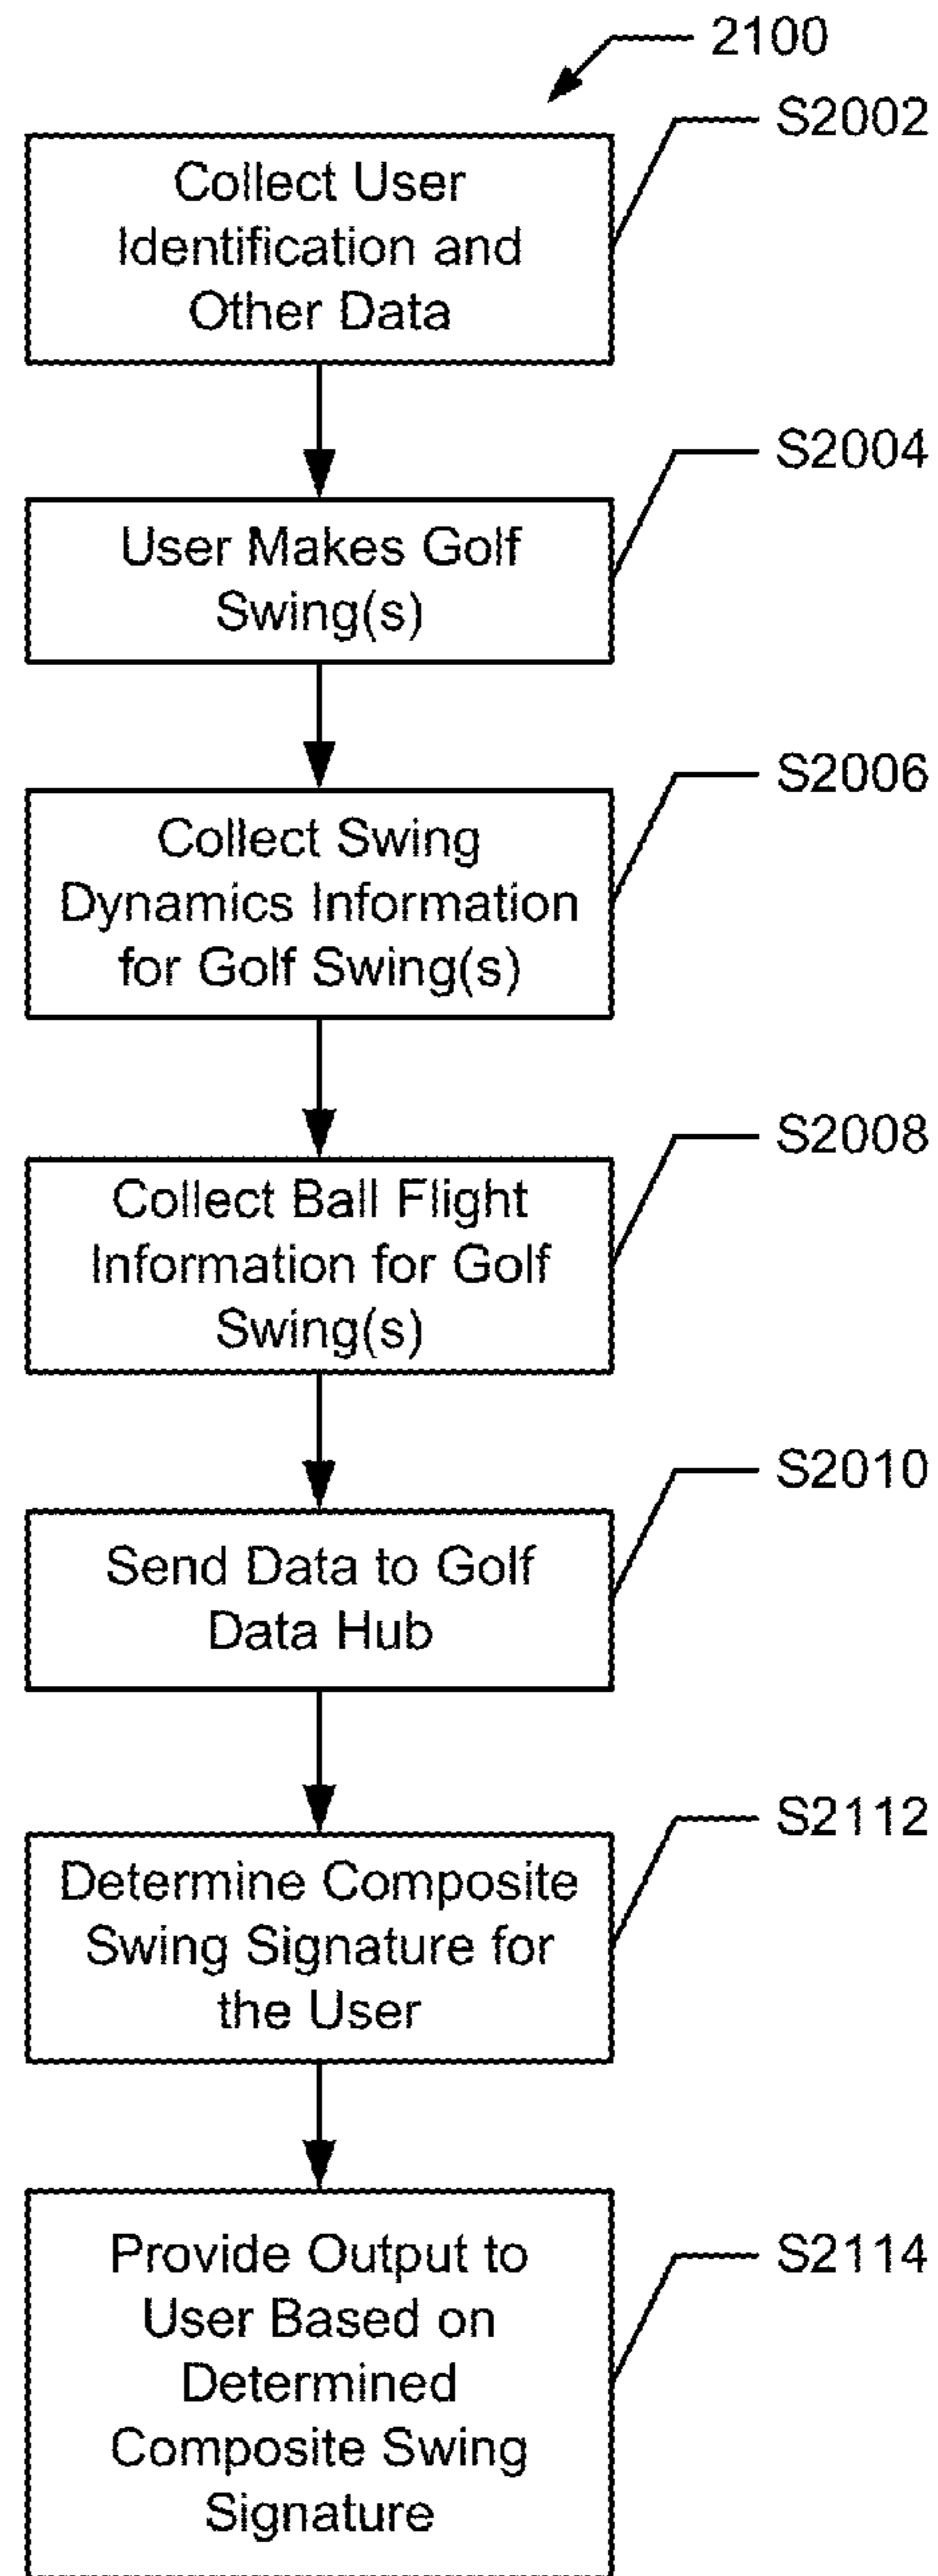 2100
S2002
Collect User
Identification and
Other Data
S2004
User Makes Golf
Swing(s)
S2006
Collect Swing
Dynamics Information
for Golf Swing(s)
S2008
Collect Ball Flight
Information for Golf
Swing(s)
S2010
Send Data to Golf
Data Hub
S2112
Determine Composite
Swing Signature for
the User
S2114
Provide Output to
User Based on
Determined
Composite Swing
Signature